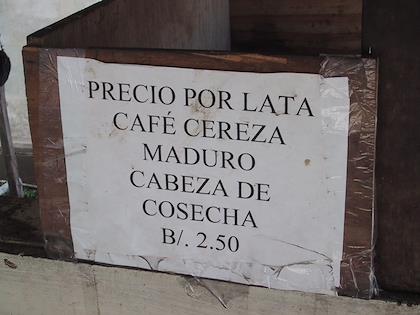 PRECIO POR LATA
CAFÉ CEREZA
MADURO
CABEZA DE
COSECHA
B/. 2.50